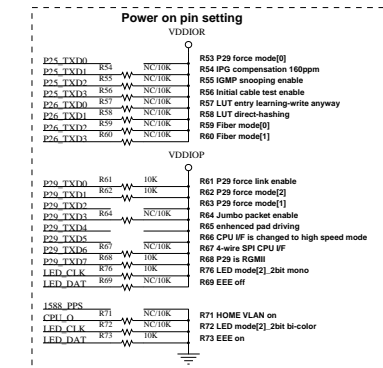 Power on pin setting
VDDIOR
P25_TXD0 R53 P29 force mode[0]
P25_TXD1 R54 NC/10K R54 IPG compensation 160ppm
P25_TXD2 R55 NC/10K R55 IGMP snooping enable
P25_TXD3 R56 NC/10K R56 Initial cable test enable
P26_TXD0 R57 NC/10K R57 LUT entry learning-write anyway
P26_TXD1 R58 NC/10K R58 LUT direct-hashing
P26_TXD2 R59 NC/10K R59 Fiber mode[0]
P26_TXD3 R60 NC/10K R60 Fiber mode[1]
VDDIOP
P29_TXD0 R61 10K R61 P29 force link enable
P29_TXD1 R62 10K R62 P29 force mode[2]
P29_TXD2 R63 P29 force mode[1]
P29_TXD3 R64 NC/10K R64 Jumbo packet enable
P29_TXD4 R65 enhanced pad driving
P29_TXD5 R66 CPU I/F is changed to high speed mode
P29_TXD6 R67 NC/10K R67 4-wire SPI CPU I/F
P29_TXD7 R68 10K R68 P29 is RGMII
LED_CLK R76 10K R76 LED mode[2]_2bit mono
LED_DAT R69 NC/10K R69 EEE off
1588_PPS
CPU_O R71 NC/10K R71 HOME VLAN on
LED_CLK R72 NC/10K R72 LED mode[2]_2bit bi-color
LED_DAT R73 10K R73 EEE on